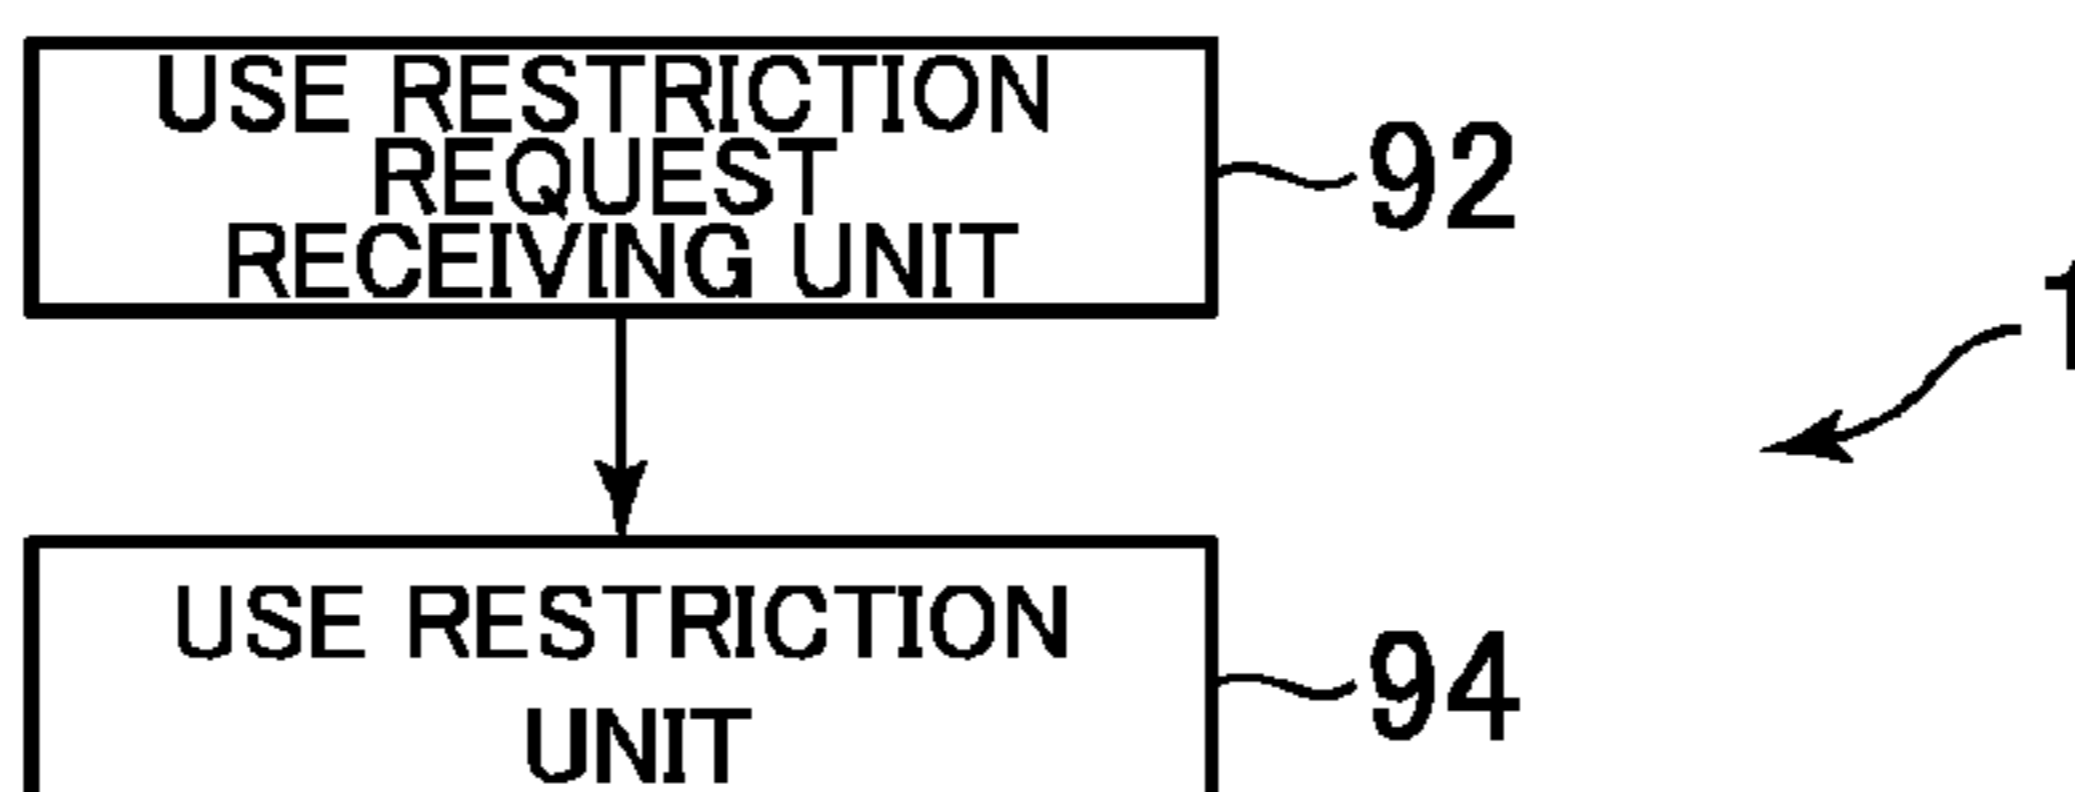 USE RESTRICTION
REQUEST
RECEIVING UNIT
92
USE RESTRICTION
UNIT
94